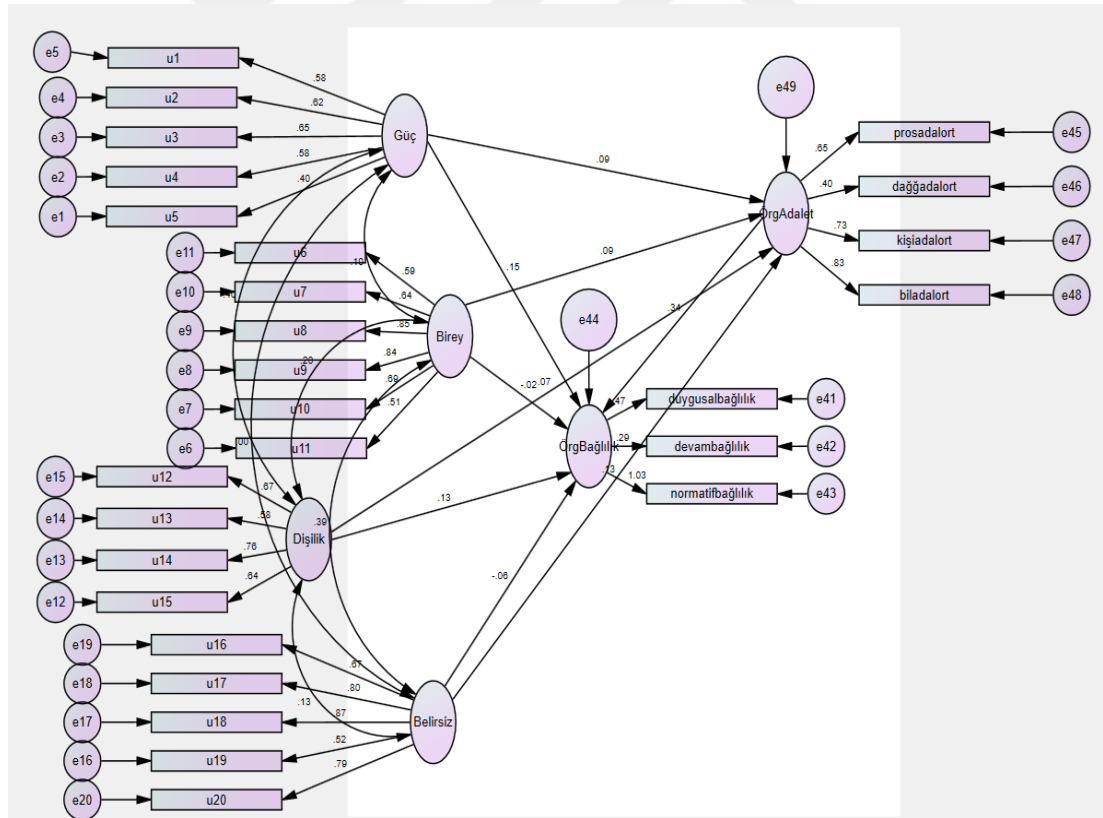 e5
u1
e4
u2
e3
u3
e2
u4
e1
u5
.58
.62
.65
.58
.40
Güç
e11
u6
e10
u7
e9
u8
e8
u9
e7
u10
e6
u11
.59
.64
.85
.84
.69
.51
Birey
e15
u12
e14
u13
e13
u14
e12
u15
.67
.58
.76
.64
Dişilik
e19
u16
e18
u17
e17
u18
e16
u19
e20
u20
.67
.80
.87
.52
.79
Belirsiz
.20
.39
.13
.09
.15
.09
-.02
.07
.34
.13
-.06
e49
ÖrgAdalet
.65
.40
.73
.83
prosadalort
e45
dağğadalort
e46
kişiadalort
e47
biladalort
e48
e44
ÖrgBağlılık
.47
.29
.13
1.03
duygusalbağlılık
e41
devambağlılık
e42
normatifbağlılık
e43